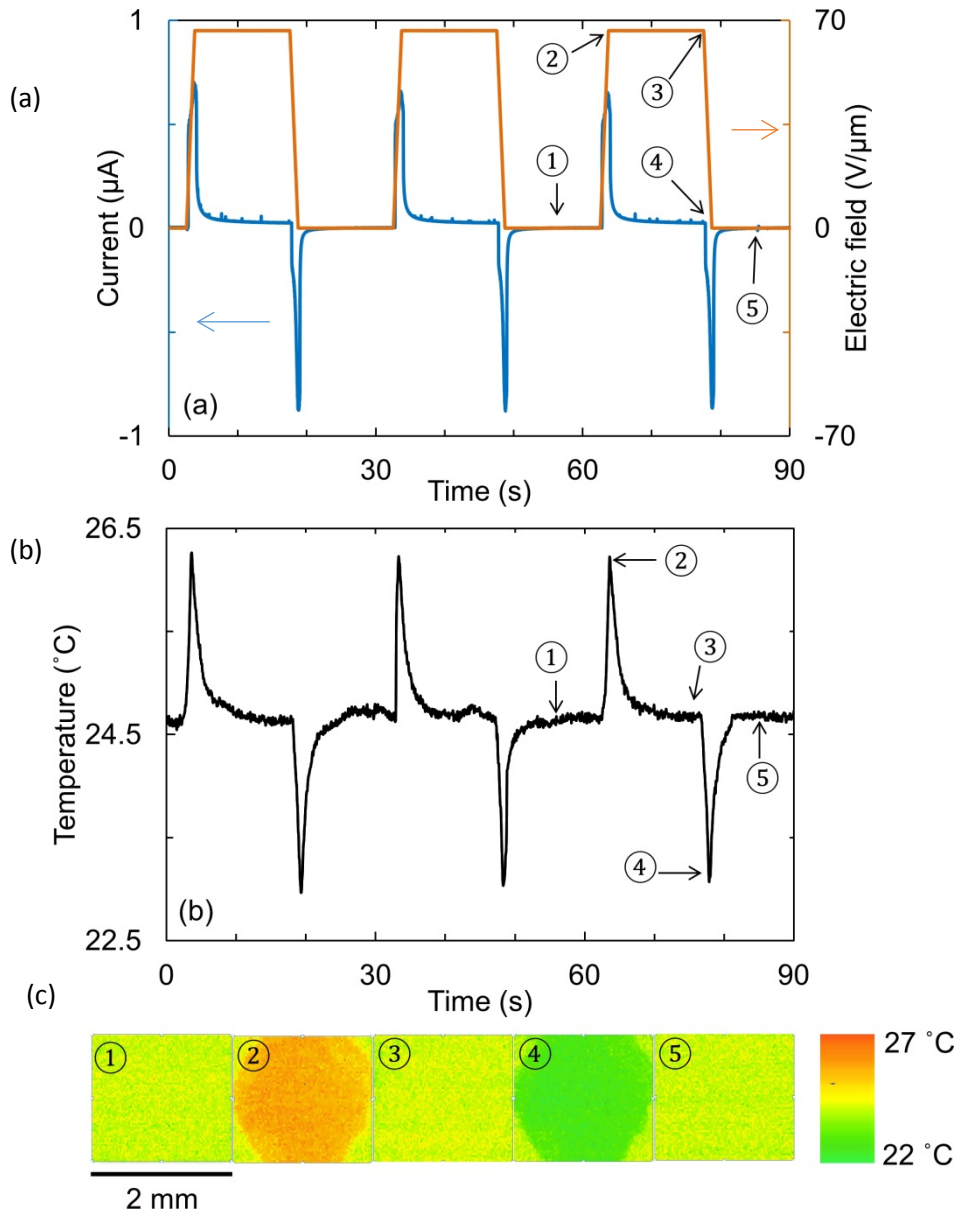 (a)
1
0
-1
Current (µA)
70
0
-70
Electric field (V/µm)
①
②
③
④
⑤
(a)
0
30
60
90
Time (s)
(b)
26.5
24.5
22.5
Temperature (˚C)
①
②
③
④
⑤
(b)
0
30
60
90
Time (s)
(c)
①
②
③
④
⑤
27 ˚C
22 ˚C
2 mm